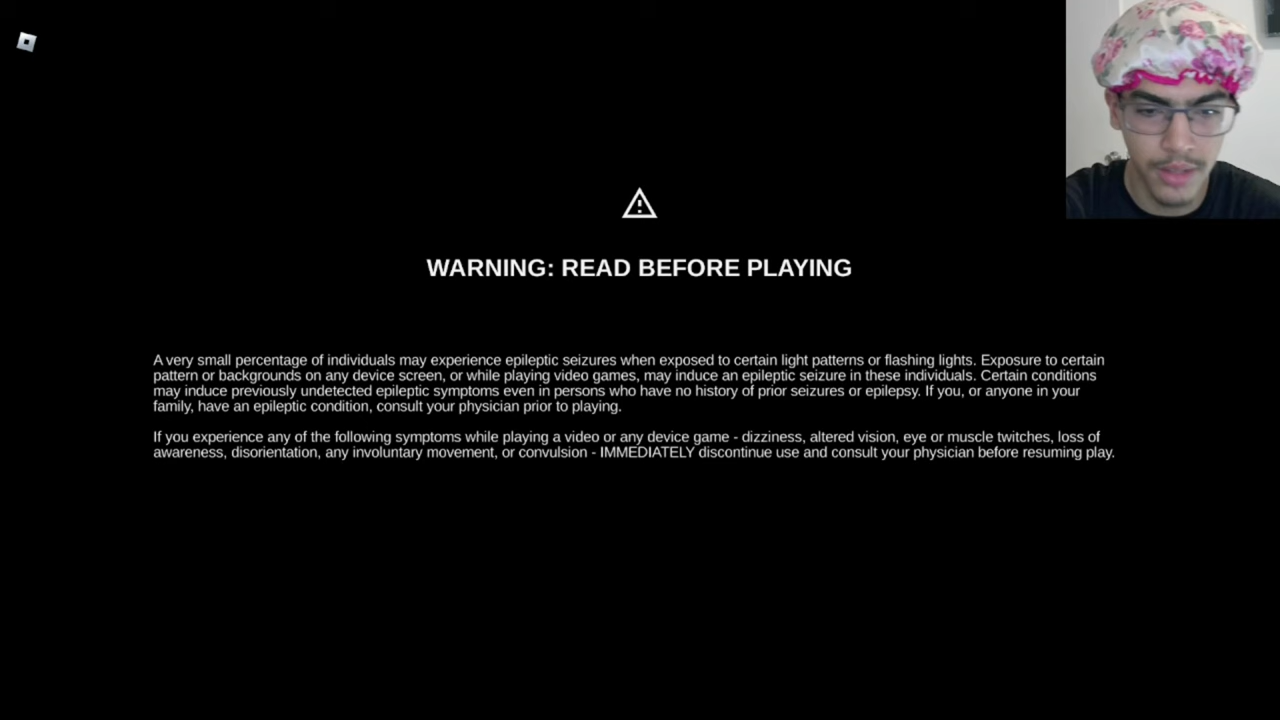 WARNING: READ BEFORE PLAYING
A very small percentage of individuals may experience epileptic seizures when exposed to certain light patterns or flashing lights. Exposure to certain
pattern or backgrounds on any device screen, or while playing video games, may induce an epileptic seizure in these individuals. Certain conditions
may induce previously undetected epileptic symptoms even in persons who have no history of prior seizures or epilepsy. If you, or anyone in your
family, have an epileptic condition, consult your physician prior to playing.
If you experience any of the following symptoms while playing a video or any device game - dizziness, altered vision, eye or muscle twitches, loss of
awareness, disorientation, any involuntary movement, or convulsion - IMMEDIATELY discontinue use and consult your physician before resuming play.